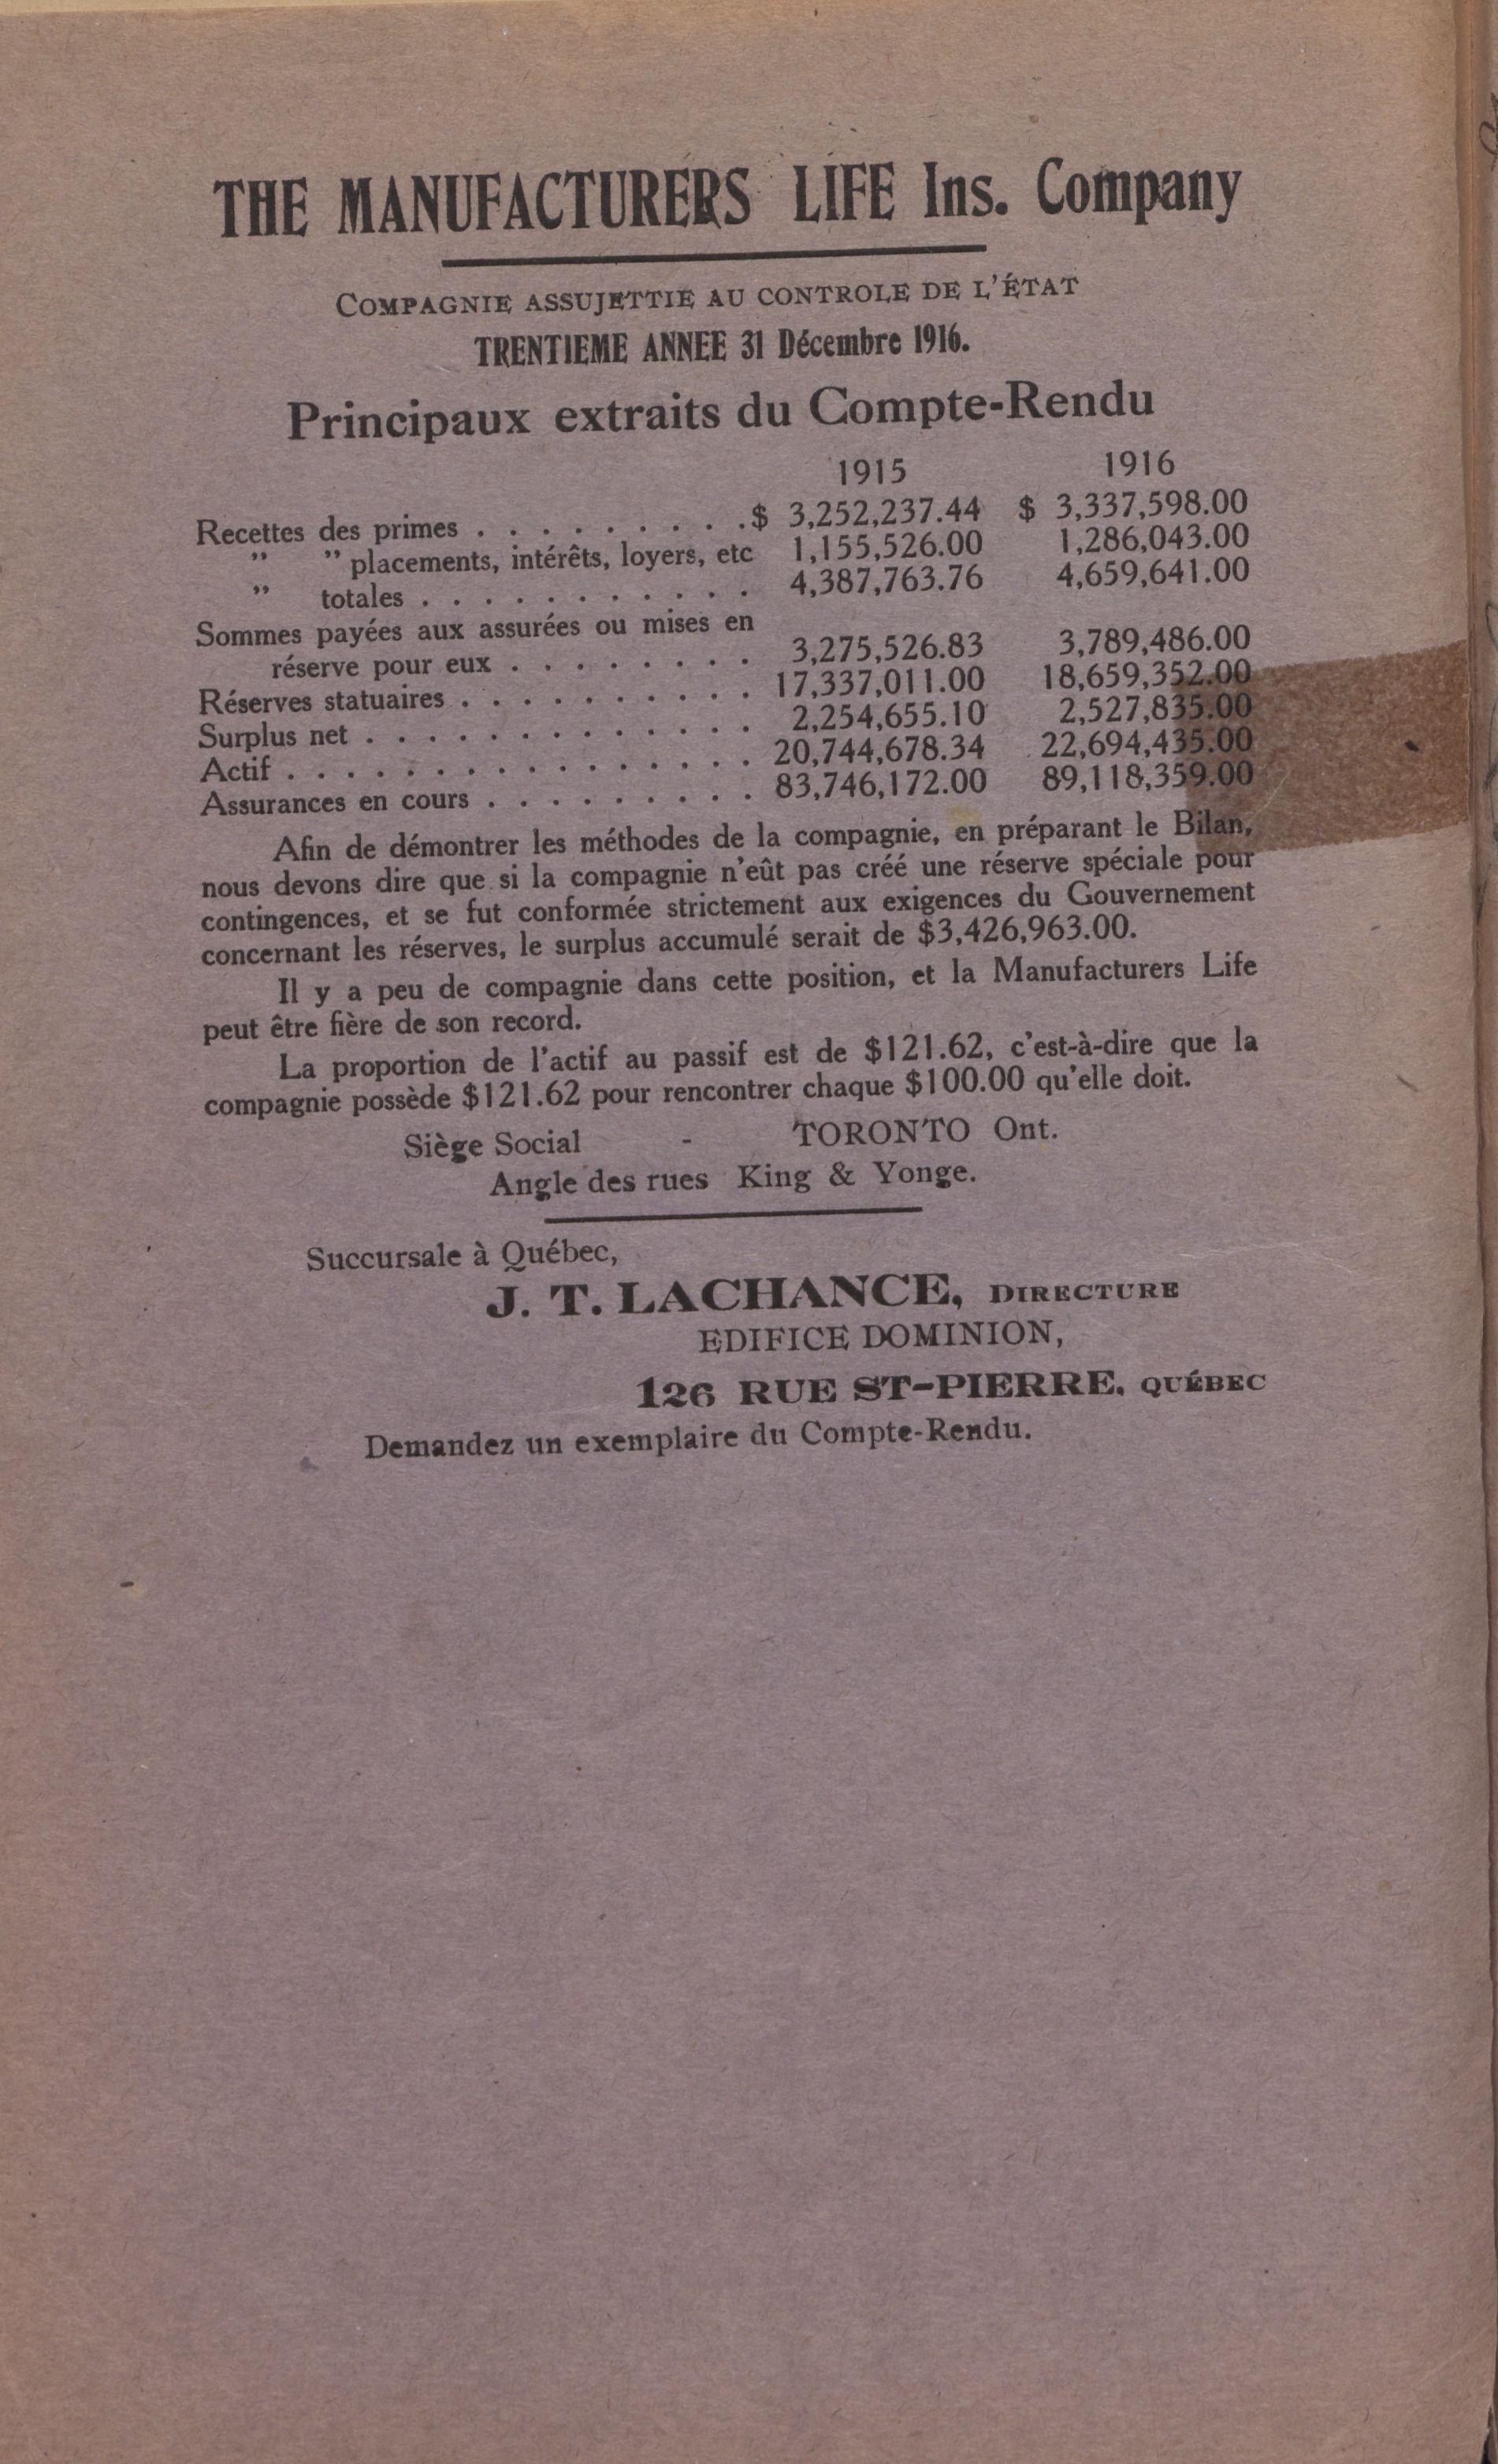 THE MANUFACTURERS LIFE Ins. Company
COMPAGNIE ASSUJETTIE AU CONTROLE DE L'ÉTAT
TRENTIEME ANNEE 31 Décembre 1916.
Principaux extraits du Compte-Rendu
1915 1916
Recettes des primes . . . . . . . . . .$ 3,252,237.44 $ 3,337,598.00
" " placements, intérêts, loyers, etc 1,155,526.00 1,286,043.00
" totales . . . . . . . . . . . 4,387,763.76 4,659,641.00
Sommes payées aux assurées ou mises en
réserve pour eux . . . . . . . . 3,275,526.83 3,789,486.00
Réserves statuaires . . . . . . . . . . 17,337,011.00 18,659,352.00
Surplus net . . . . . . . . . . . . . 2,254,655.10 2,527,835.00
Actif . . . . . . . . . . . . . . . . 20,744,678.34 22,694,435.00
Assurances en cours . . . . . . . . . 83,746,172.00 89,118,359.00
Afin de démontrer les méthodes de la compagnie, en préparant le Bilan,
nous devons dire que si la compagnie n'eût pas créé une réserve spéciale pour
contingences, et se fut conformée strictement aux exigences du Gouvernement
concernant les réserves, le surplus accumulé serait de $3,426,963.00.
Il y a peu de compagnie dans cette position, et la Manufacturers Life
peut être fière de son record.
La proportion de l'actif au passif est de $121.62, c'est-à-dire que la
compagnie possède $121.62 pour rencontrer chaque $100.00 qu'elle doit.
Siège Social - TORONTO Ont.
Angle des rues King & Yonge.
Succursale à Québec,
J. T. LACHANCE, DIRECTURE
EDIFICE DOMINION,
126 RUE ST-PIERRE, QUÉBEC
Demandez un exemplaire du Compte-Rendu.